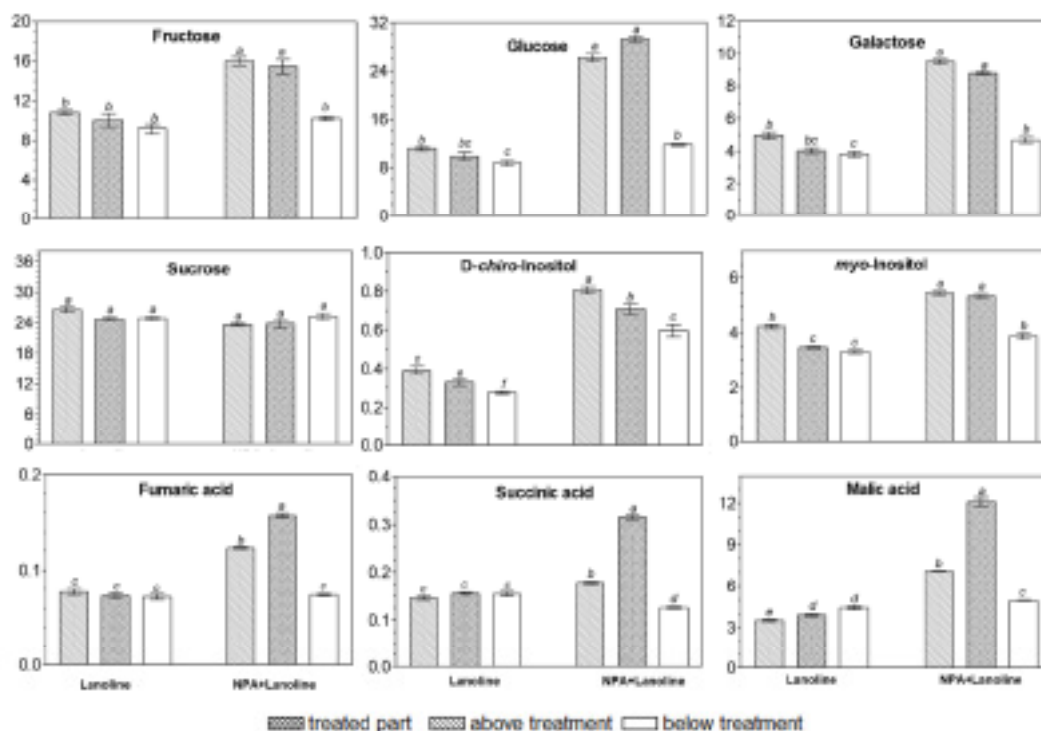 Fructose
Glucose
Galactose
20
16
12
8
4
0
b
b
b
a
a
b
32
24
16
8
0
b
bc
c
a
a
b
12
10
8
6
4
2
0
b
bc
c
a
a
b
Sucrose
D-chiro-Inositol
myo-Inositol
36
30
24
18
12
6
0
a
a
a
a
a
a
1.0
0.8
0.6
0.4
0.2
0.0
e
f
a
b
c
6
4
2
0
b
c
c
a
a
b
Fumaric acid
Succinic acid
Malic acid
0.2
0.1
0.0
c
c
c
b
a
c
0.4
0.3
0.2
0.1
0.0
c
c
c
b
a
d
12
9
6
3
0
e
d
d
b
a
c
Lanoline
NPA+Lanoline
Lanoline
NPA+Lanoline
Lanoline
NPA+Lanoline
treated part above treatment below treatment